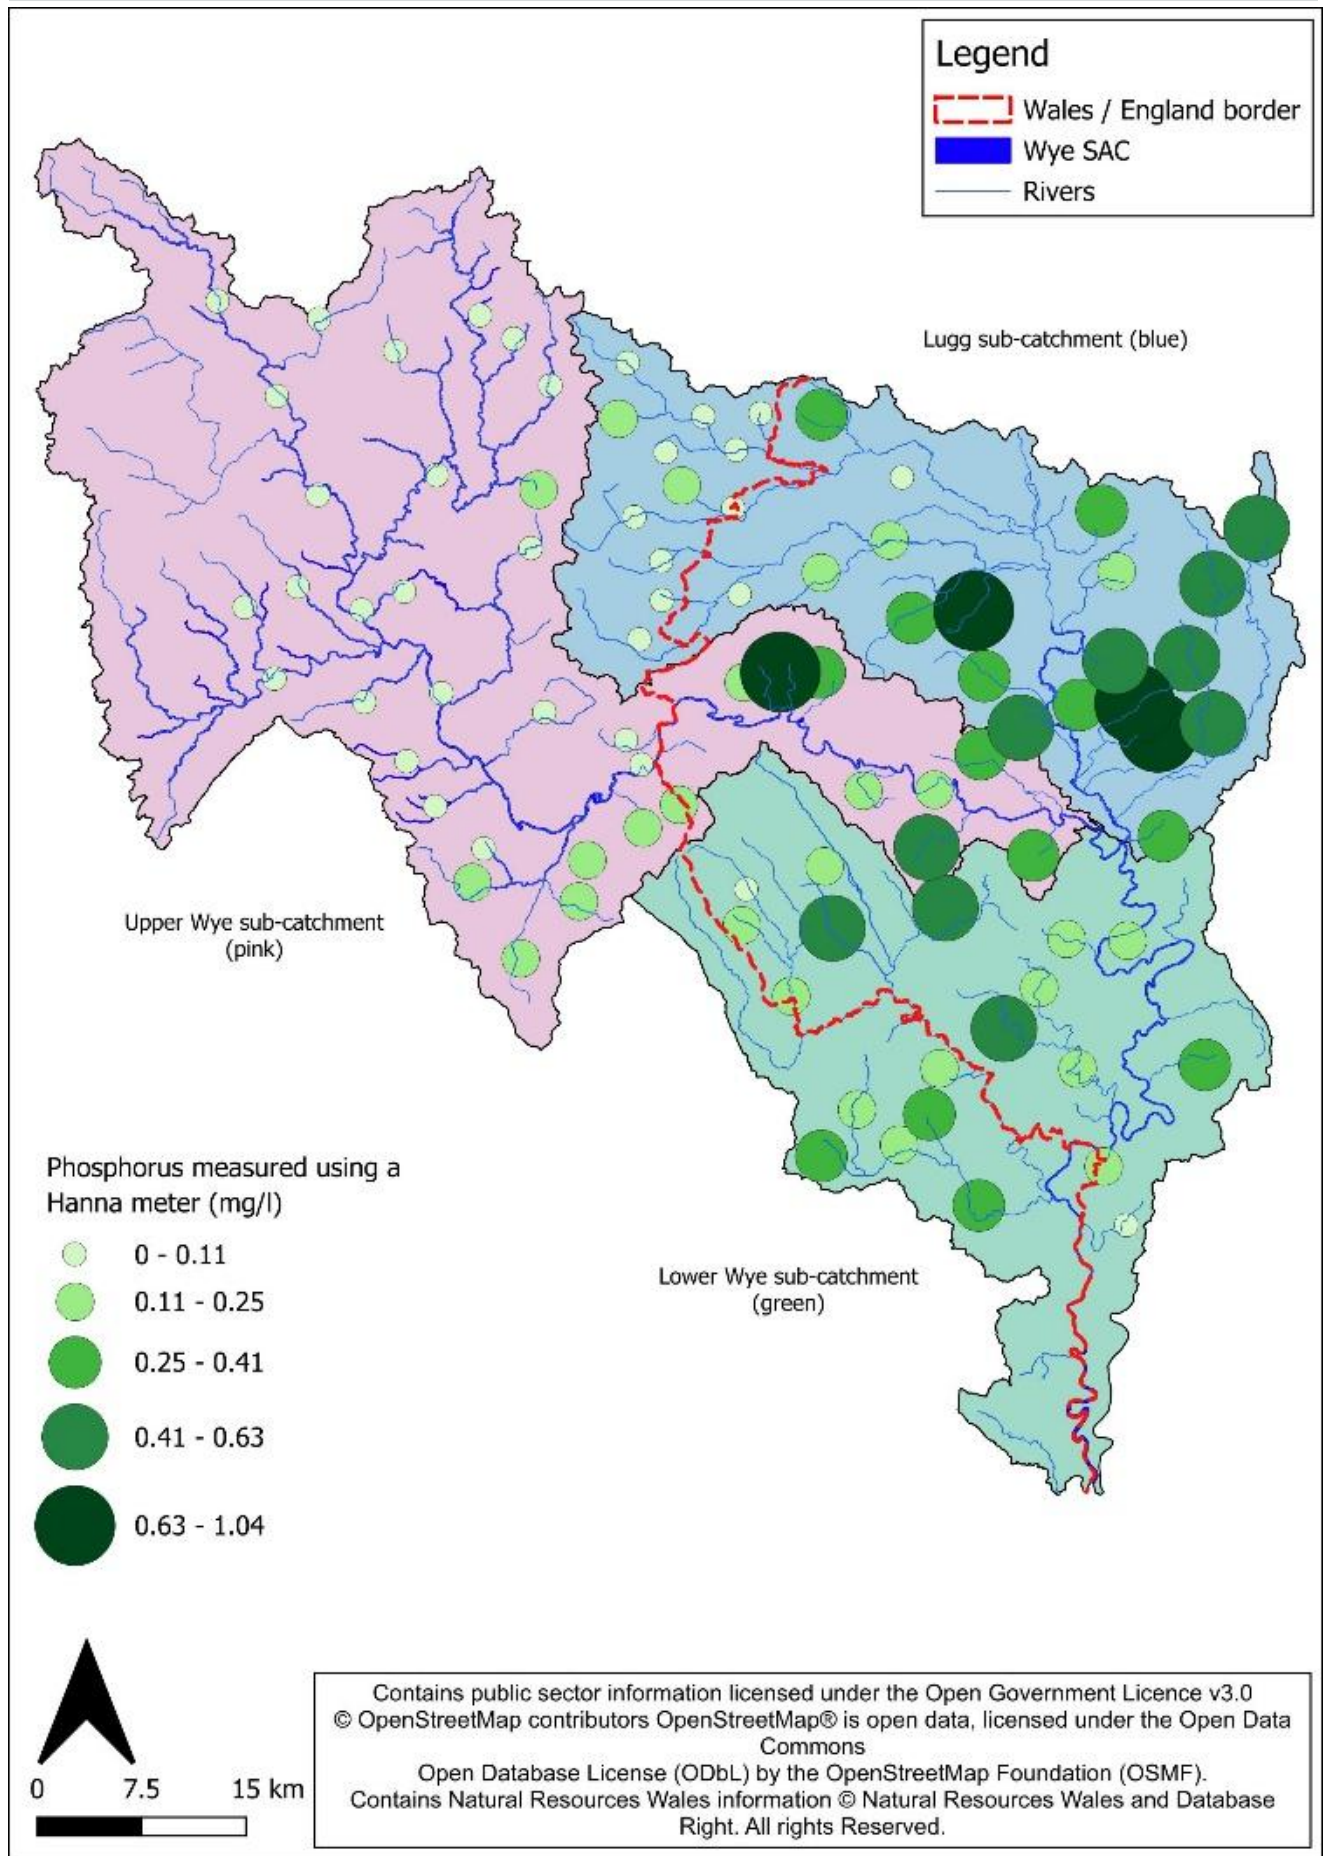 Legend
Wales / England border
Wye SAC
Rivers
Lugg sub-catchment (blue)
Upper Wye sub-catchment
(pink)
Phosphorus measured using a
Hanna meter (mg/l)
0 - 0.11
0.11 - 0.25
0.25 - 0.41
0.41 - 0.63
0.63 - 1.04
Lower Wye sub-catchment
(green)
0 7.5 15 km
Contains public sector information licensed under the Open Government Licence v3.0
© OpenStreetMap contributors OpenStreetMap® is open data, licensed under the Open Data
Commons
Open Database License (ODbL) by the OpenStreetMap Foundation (OSMF).
Contains Natural Resources Wales information © Natural Resources Wales and Database
Right. All rights Reserved.